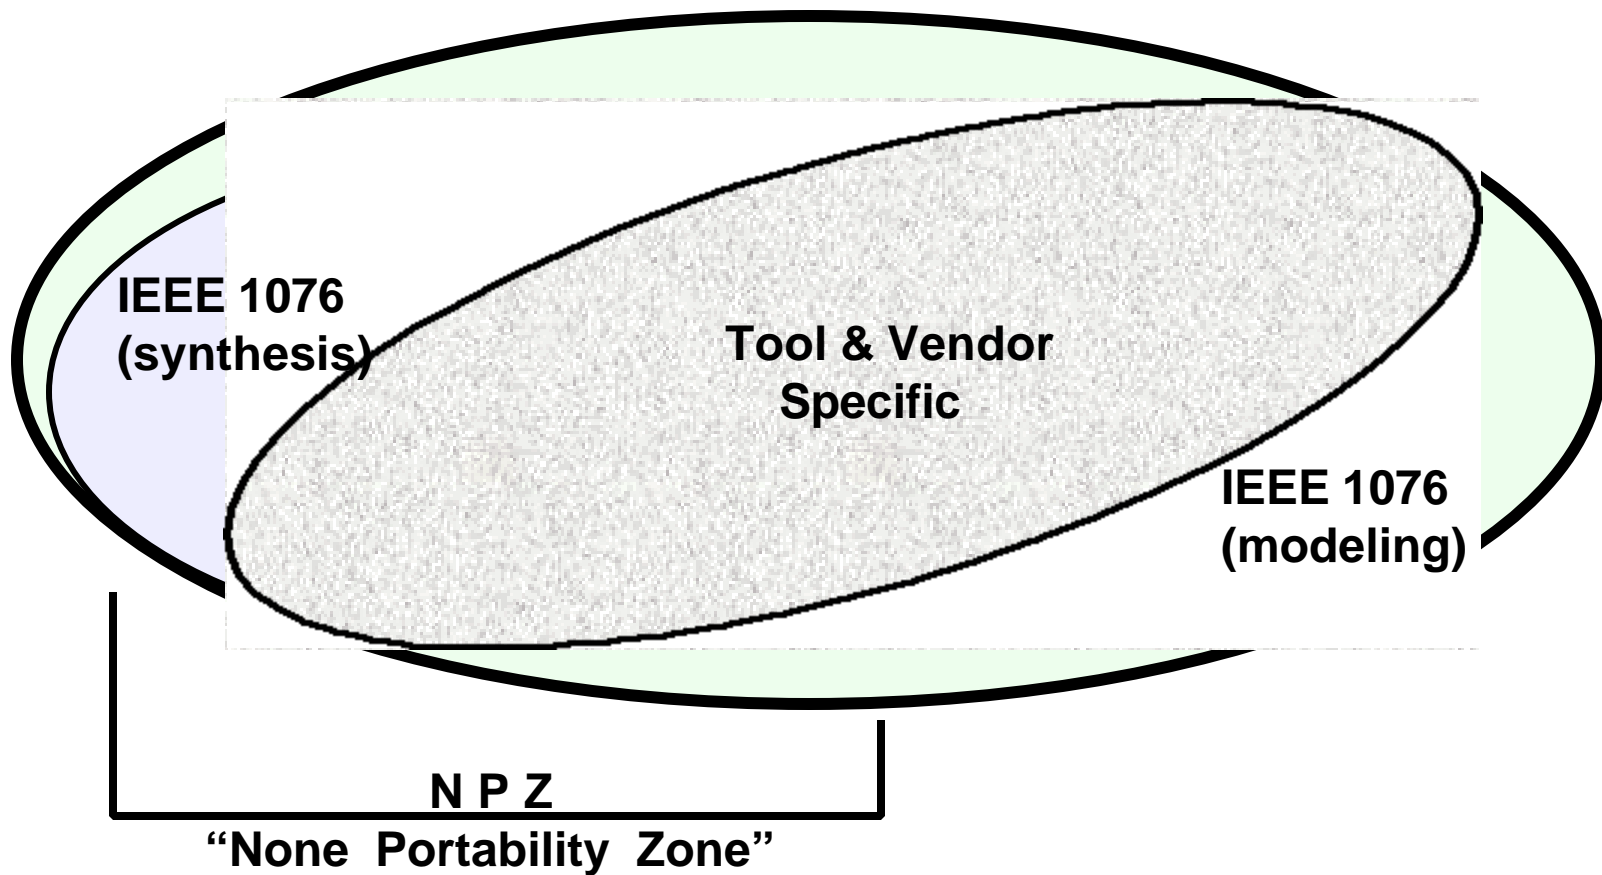 IEEE 1076
(synthesis)
Tool & Vendor
Specific
IEEE 1076
(modeling)
N P Z
“None Portability Zone”